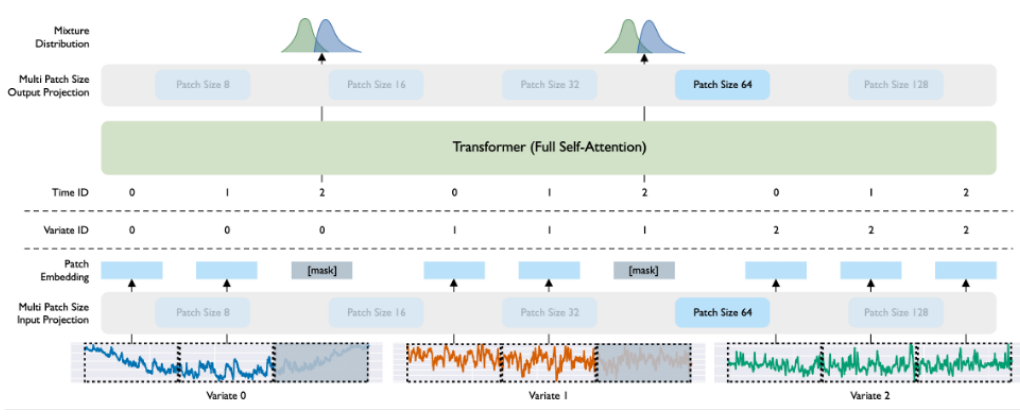 Mixture
Distribution
Multi Patch Size
Output Projection
Patch Size 8
Patch Size 16
Patch Size 32
Patch Size 64
Patch Size 128
Transformer (Full Self-Attention)
Time ID
0 1 2 0 1 2 0 1 2
Variate ID
0 0 0 1 1 1 2 2 2
Patch
Embedding
[mask]
[mask]
Multi Patch Size
Input Projection
Patch Size 8
Patch Size 16
Patch Size 32
Patch Size 64
Patch Size 128
Variate 0
Variate 1
Variate 2